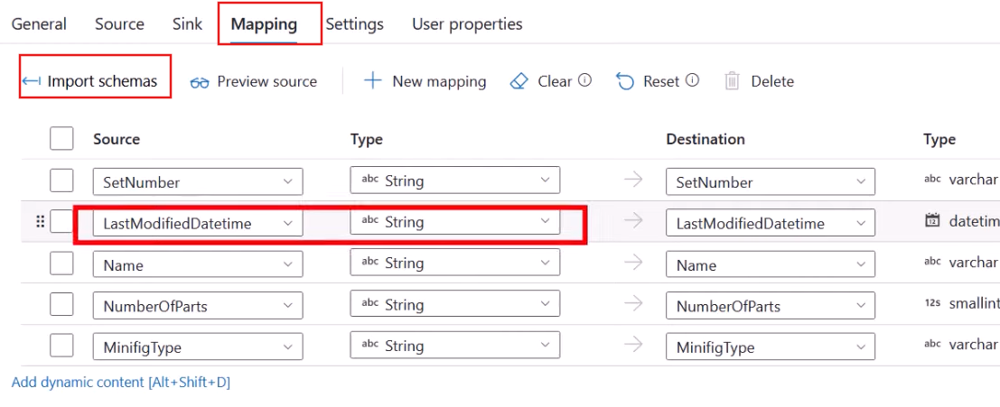 General Source Sink Mapping Settings User properties
Import schemas Preview source New mapping Clear Reset Delete
Source Type Destination Type
SetNumber abc String SetNumber abc varchar
LastModifiedDatetime abc String LastModifiedDatetime 12 datetim
Name abc String Name abc varchar
NumberOfParts abc String NumberOfParts 12s smallint
MinifigType abc String MinifigType abc varchar
Add dynamic content [Alt+Shift+D]